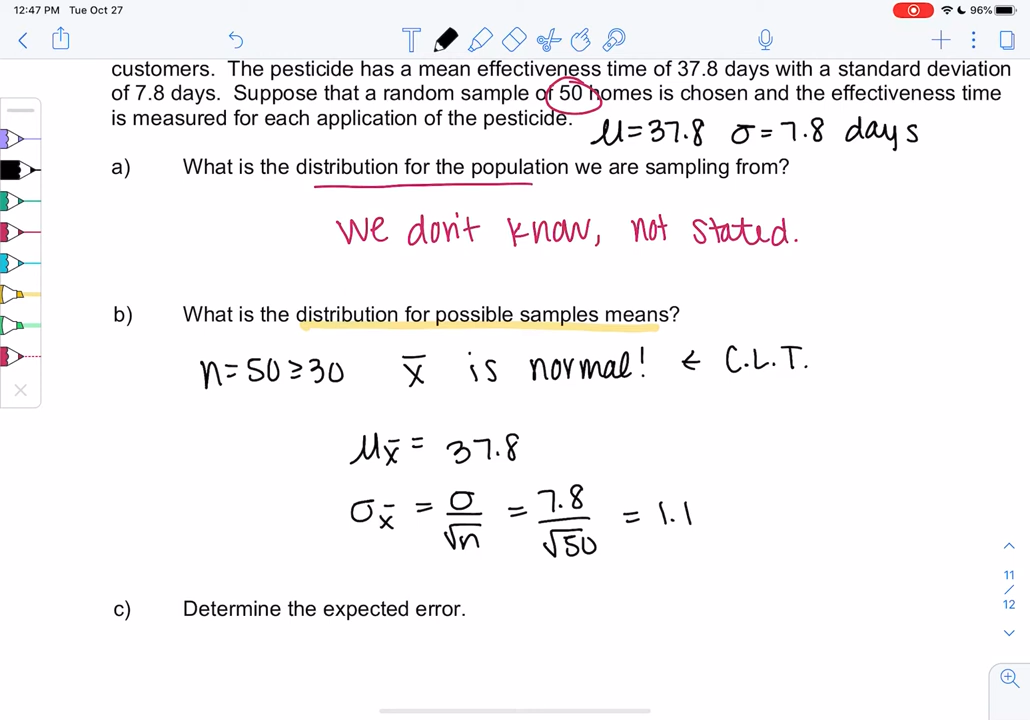 12:47 PM Tue Oct 27
96%
customers. The pesticide has a mean effectiveness time of 37.8 days with a standard deviation
of 7.8 days. Suppose that a random sample of 50 homes is chosen and the effectiveness time
is measured for each application of the pesticide.
μ=37.8 σ=7.8 days
a) What is the distribution for the population we are sampling from?
We don't know, not stated.
b) What is the distribution for possible samples means?
n=50≥30 x̄ is normal! ← C.L.T.
μx̄ = 37.8
σx̄ = σ/√n = 7.8/√50 = 1.1
c) Determine the expected error.
11
/
12